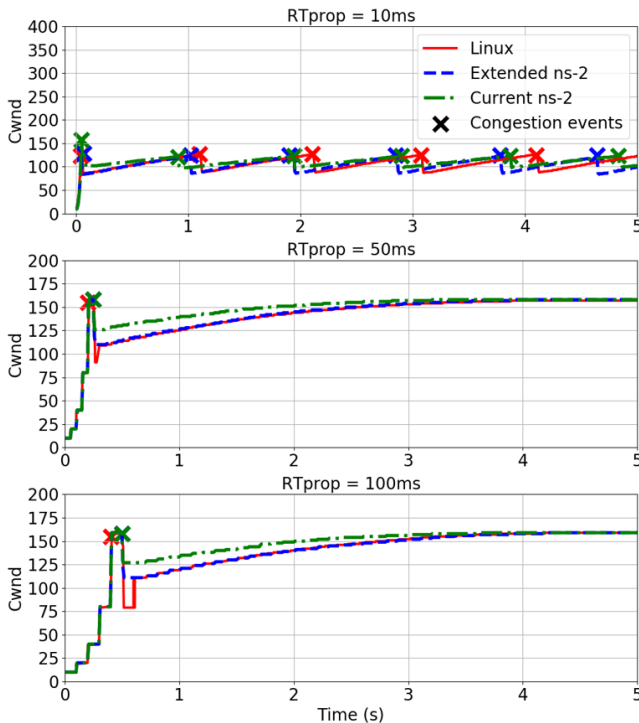 RTprop = 10ms
400
350
300
250
200
150
100
50
0
Cwnd
Linux
Extended ns-2
Current ns-2
Congestion events
0 1 2 3 4 5
RTprop = 50ms
200
175
150
125
100
75
50
25
0
Cwnd
0 1 2 3 4 5
RTprop = 100ms
200
175
150
125
100
75
50
25
0
Cwnd
0 1 2 3 4 5
Time (s)